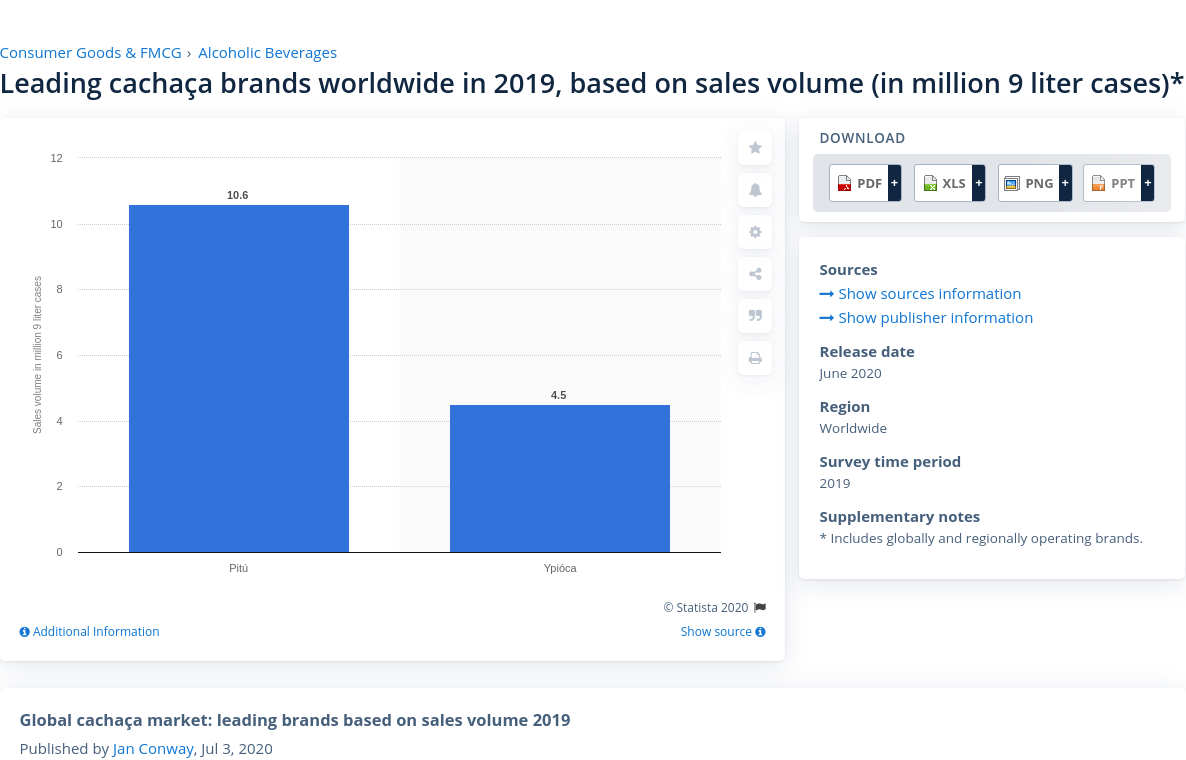 Consumer Goods & FMCG › Alcoholic Beverages
Leading cachaça brands worldwide in 2019, based on sales volume (in million 9 liter cases)*
12
10
8
6
4
2
0
Sales volume in million 9 liter cases
10.6
4.5
Pitú
Ypióca
© Statista 2020
Additional Information
Show source
DOWNLOAD
PDF + XLS + PNG + PPT +
Sources
Show sources information
Show publisher information
Release date
June 2020
Region
Worldwide
Survey time period
2019
Supplementary notes
* Includes globally and regionally operating brands.
Global cachaça market: leading brands based on sales volume 2019
Published by Jan Conway, Jul 3, 2020